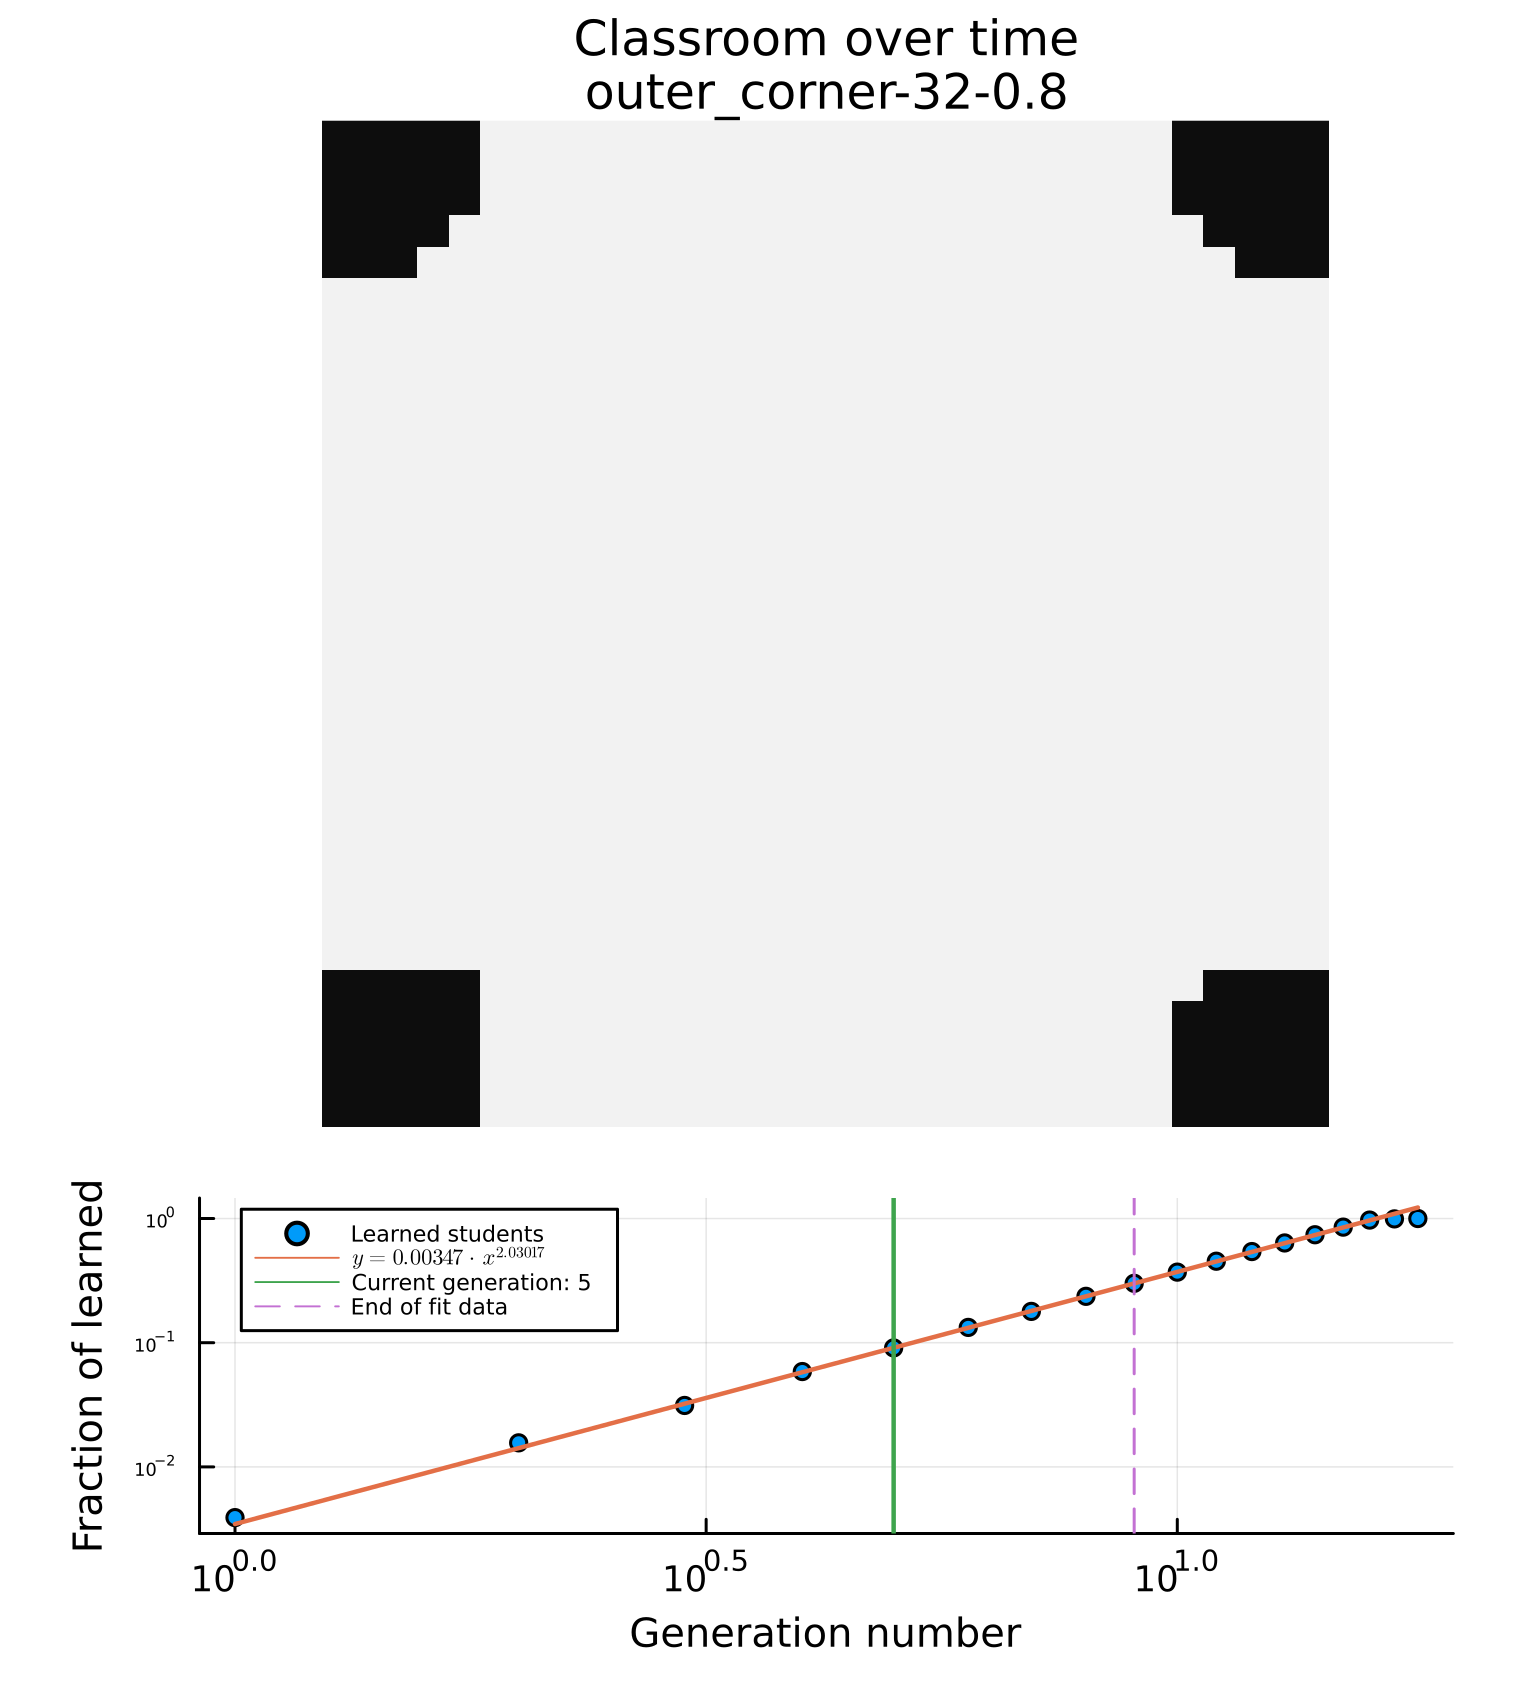 Classroom over time
outer_corner-32-0.8
Fraction of learned
10^0
10^-1
10^-2
Learned students
y = 0.00347 · x^2.03017
Current generation: 5
End of fit data
10^0.0
10^0.5
10^1.0
Generation number